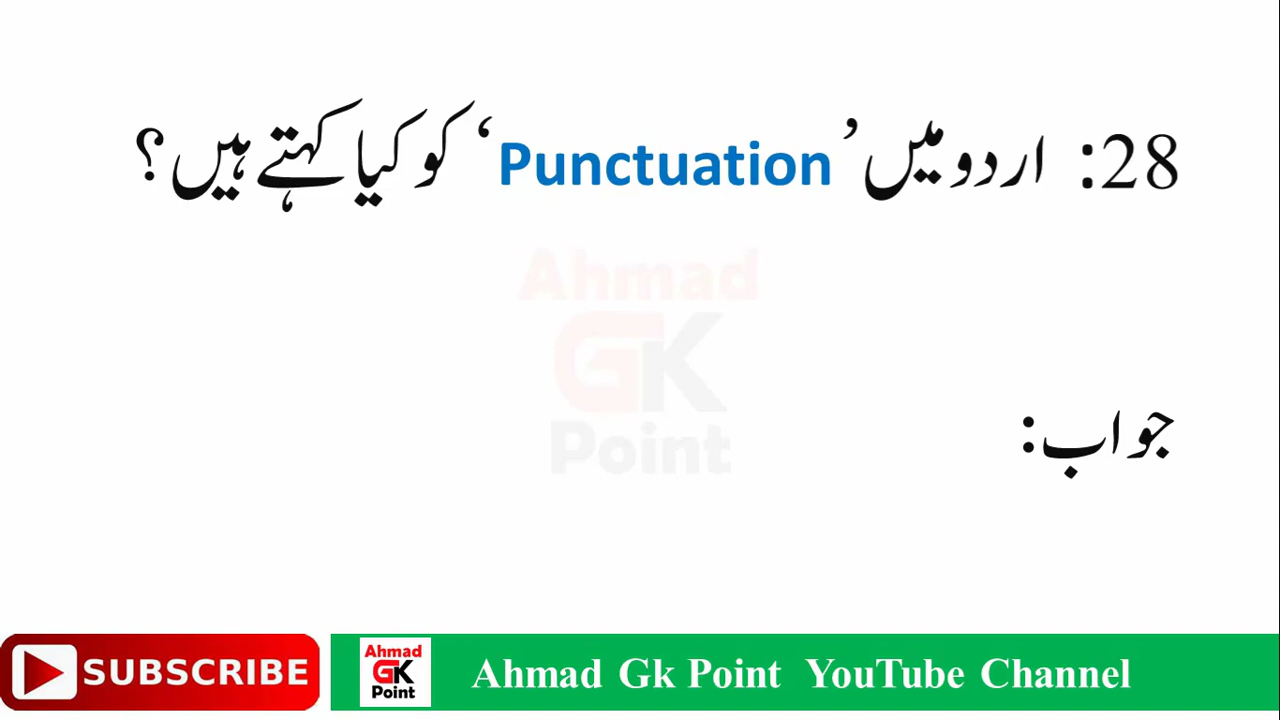 28: اردو میں ’Punctuation‘ کو کیا کہتے ہیں؟
Ahmad
GK
Point
جواب:
SUBSCRIBE
Ahmad
GK
Point
Ahmad Gk Point YouTube Channel